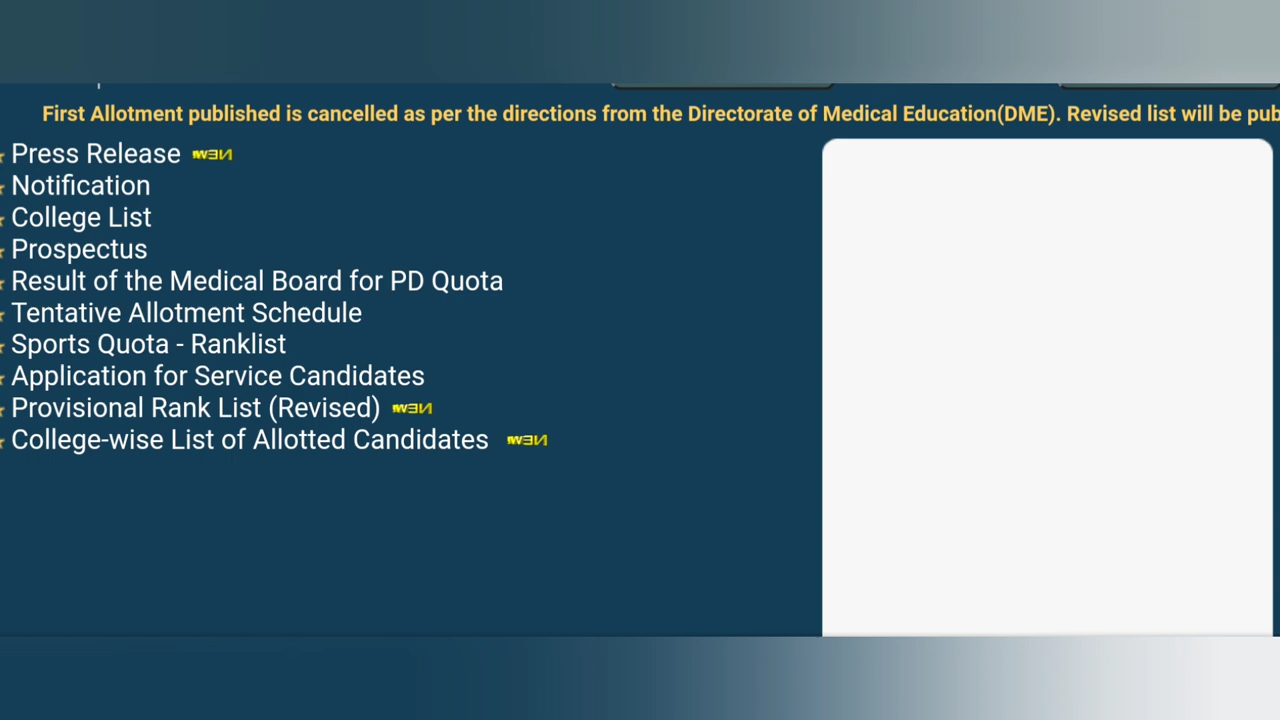 First Allotment published is cancelled as per the directions from the Directorate of Medical Education(DME). Revised list will be pub
Press Release NEW
Notification
College List
Prospectus
Result of the Medical Board for PD Quota
Tentative Allotment Schedule
Sports Quota - Ranklist
Application for Service Candidates
Provisional Rank List (Revised) NEW
College-wise List of Allotted Candidates NEW